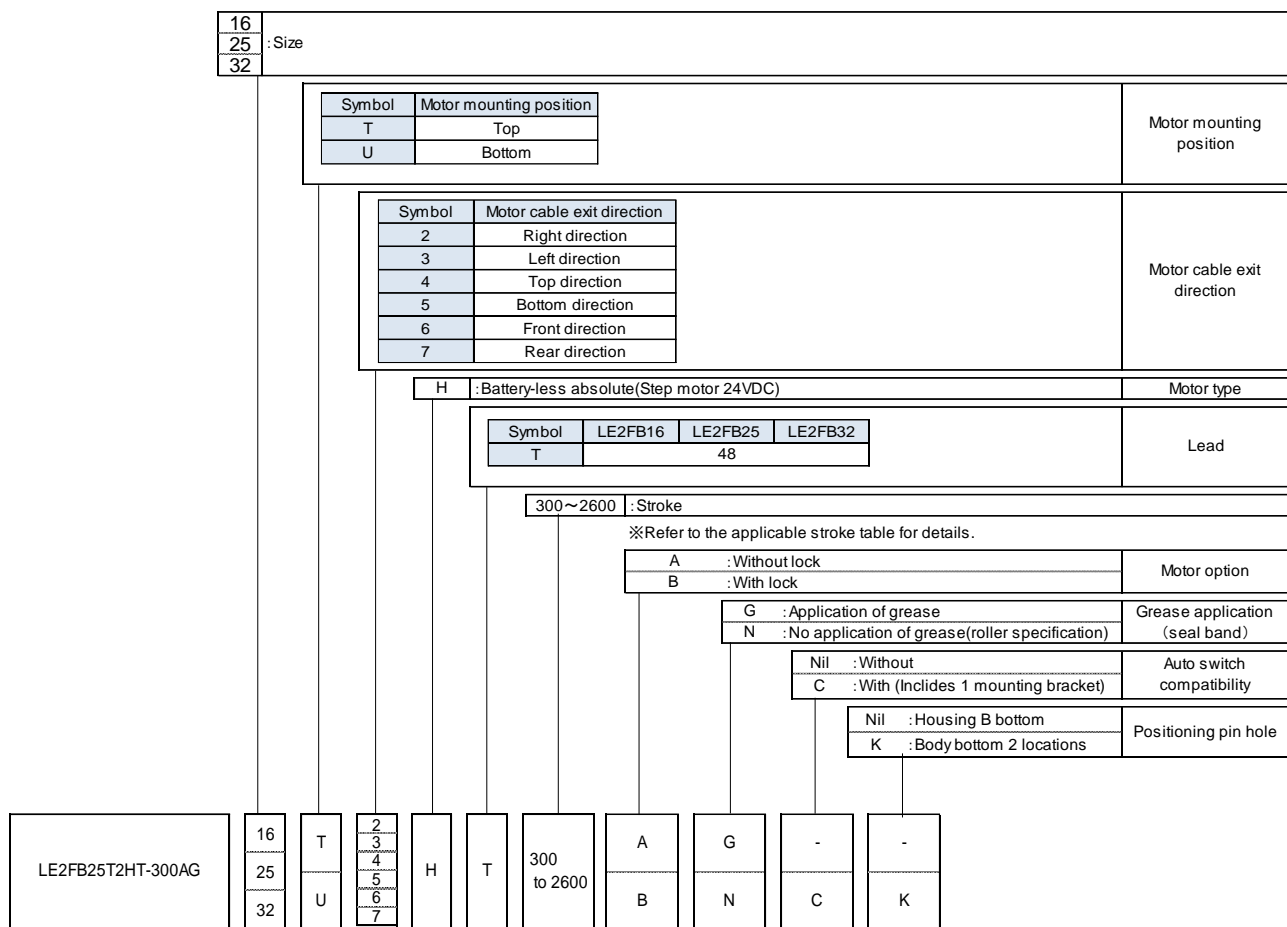 16
25 :Size
32
Symbol Motor mounting position
T Top
U Bottom
Motor mounting
position
Symbol Motor cable exit direction
2 Right direction
3 Left direction
4 Top direction
5 Bottom direction
6 Front direction
7 Rear direction
Motor cable exit
direction
H :Battery-less absolute(Step motor 24VDC) Motor type
Symbol LE2FB16 LE2FB25 LE2FB32
T 48
Lead
300～2600 :Stroke
※Refer to the applicable stroke table for details.
A :Without lock
B :With lock
Motor option
G :Application of grease
N :No application of grease(roller specification)
Grease application
（seal band）
Nil :Without
C :With (Includes 1 mounting bracket)
Auto switch
compatibility
Nil :Housing B bottom
K :Body bottom 2 locations
Positioning pin hole
LE2FB25T2HT-300AG
16
25
32
T
U
2
3
4
5
6
7
H
T
300
to 2600
A
B
G
N
-
C
-
K